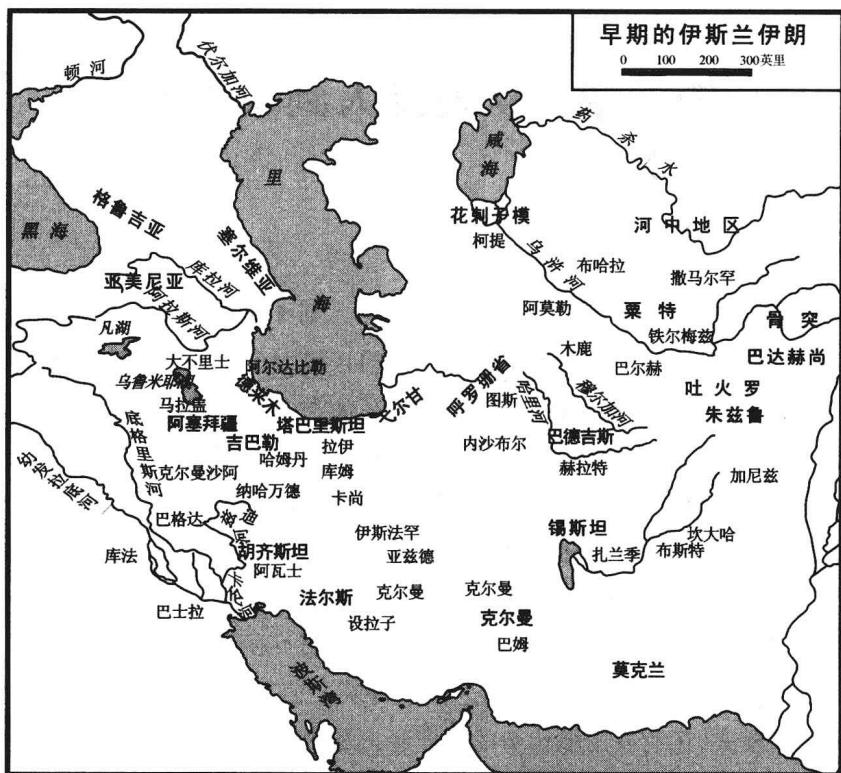 早期的伊斯兰伊朗
0 100 200 300英里
顿河
伏尔加河
里海
咸海
药杀水
花剌子模
河中地区
格鲁吉亚
黑海
柯提
乌浒河
布哈拉
撒马尔罕
塞尔维亚
库拉河
亚美尼亚
阿拉斯河
阿莫勒
粟特
骨突
凡湖
铁尔梅兹
木鹿
巴尔赫
巴达赫尚
大不里士
阿尔达比勒
乌鲁米耶湖
德来木
呼罗珊省
吐火罗
马拉盖
戈尔甘
图斯
哈里河
穆尔加河
朱兹鲁
阿塞拜疆
塔巴里斯坦
吉巴勒
拉伊
内沙布尔
巴德吉斯
底格里斯河
哈姆丹
库姆
赫拉特
克尔曼沙阿
加尼兹
幼发拉底河
纳哈万德
卡尚
巴格达
伊斯法罕
锡斯坦
坎大哈
库法
胡齐斯坦
亚兹德
扎兰季
布斯特
阿瓦士
法尔斯
克尔曼
克尔曼
巴士拉
设拉子
克尔曼
巴姆
波斯湾
莫克兰